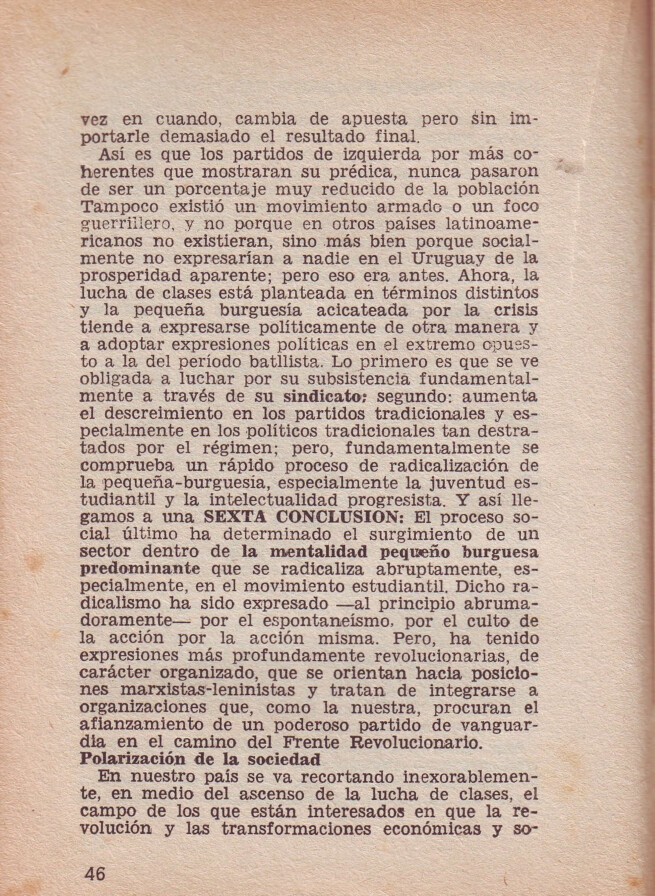 vez en cuando, cambia de apuesta pero sin im-
portarle demasiado el resultado final.
Así es que los partidos de izquierda por más co-
herentes que mostraran su prédica, nunca pasaron
de ser un porcentaje muy reducido de la población
Tampoco existió un movimiento armado o un foco
guerrillero, y no porque en otros países latinoame-
ricanos no existieran, sino más bien porque social-
mente no expresarían a nadie en el Uruguay de la
prosperidad aparente; pero eso era antes. Ahora, la
lucha de clases está planteada en términos distintos
y la pequeña burguesía acicateada por la crisis
tiende a expresarse políticamente de otra manera y
a adoptar expresiones políticas en el extremo opues-
to a la del período batllista. Lo primero es que se ve
obligada a luchar por su subsistencia fundamental-
mente a través de su sindicato; segundo: aumenta
el descreimiento en los partidos tradicionales y es-
pecialmente en los políticos tradicionales tan destra-
tados por el régimen; pero, fundamentalmente se
comprueba un rápido proceso de radicalización de
la pequeña-burguesía, especialmente la juventud es-
tudiantil y la intelectualidad progresista. Y así lle-
gamos a una SEXTA CONCLUSION: El proceso so-
cial último ha determinado el surgimiento de un
sector dentro de la mentalidad pequeño burguesa
predominante que se radicaliza abruptamente, es-
pecialmente, en el movimiento estudiantil. Dicho ra-
dicalismo ha sido expresado —al principio abruma-
doramente— por el espontaneísmo, por el culto de
la acción por la acción misma. Pero, ha tenido
expresiones más profundamente revolucionarias, de
carácter organizado, que se orientan hacia posicio-
nes marxistas-leninistas y tratan de integrarse a
organizaciones que, como la nuestra, procuran el
afianzamiento de un poderoso partido de vanguar-
dia en el camino del Frente Revolucionario.
Polarización de la sociedad
En nuestro país se va recortando inexorablemen-
te, en medio del ascenso de la lucha de clases, el
campo de los que están interesados en que la re-
volución y las transformaciones económicas y so-
46